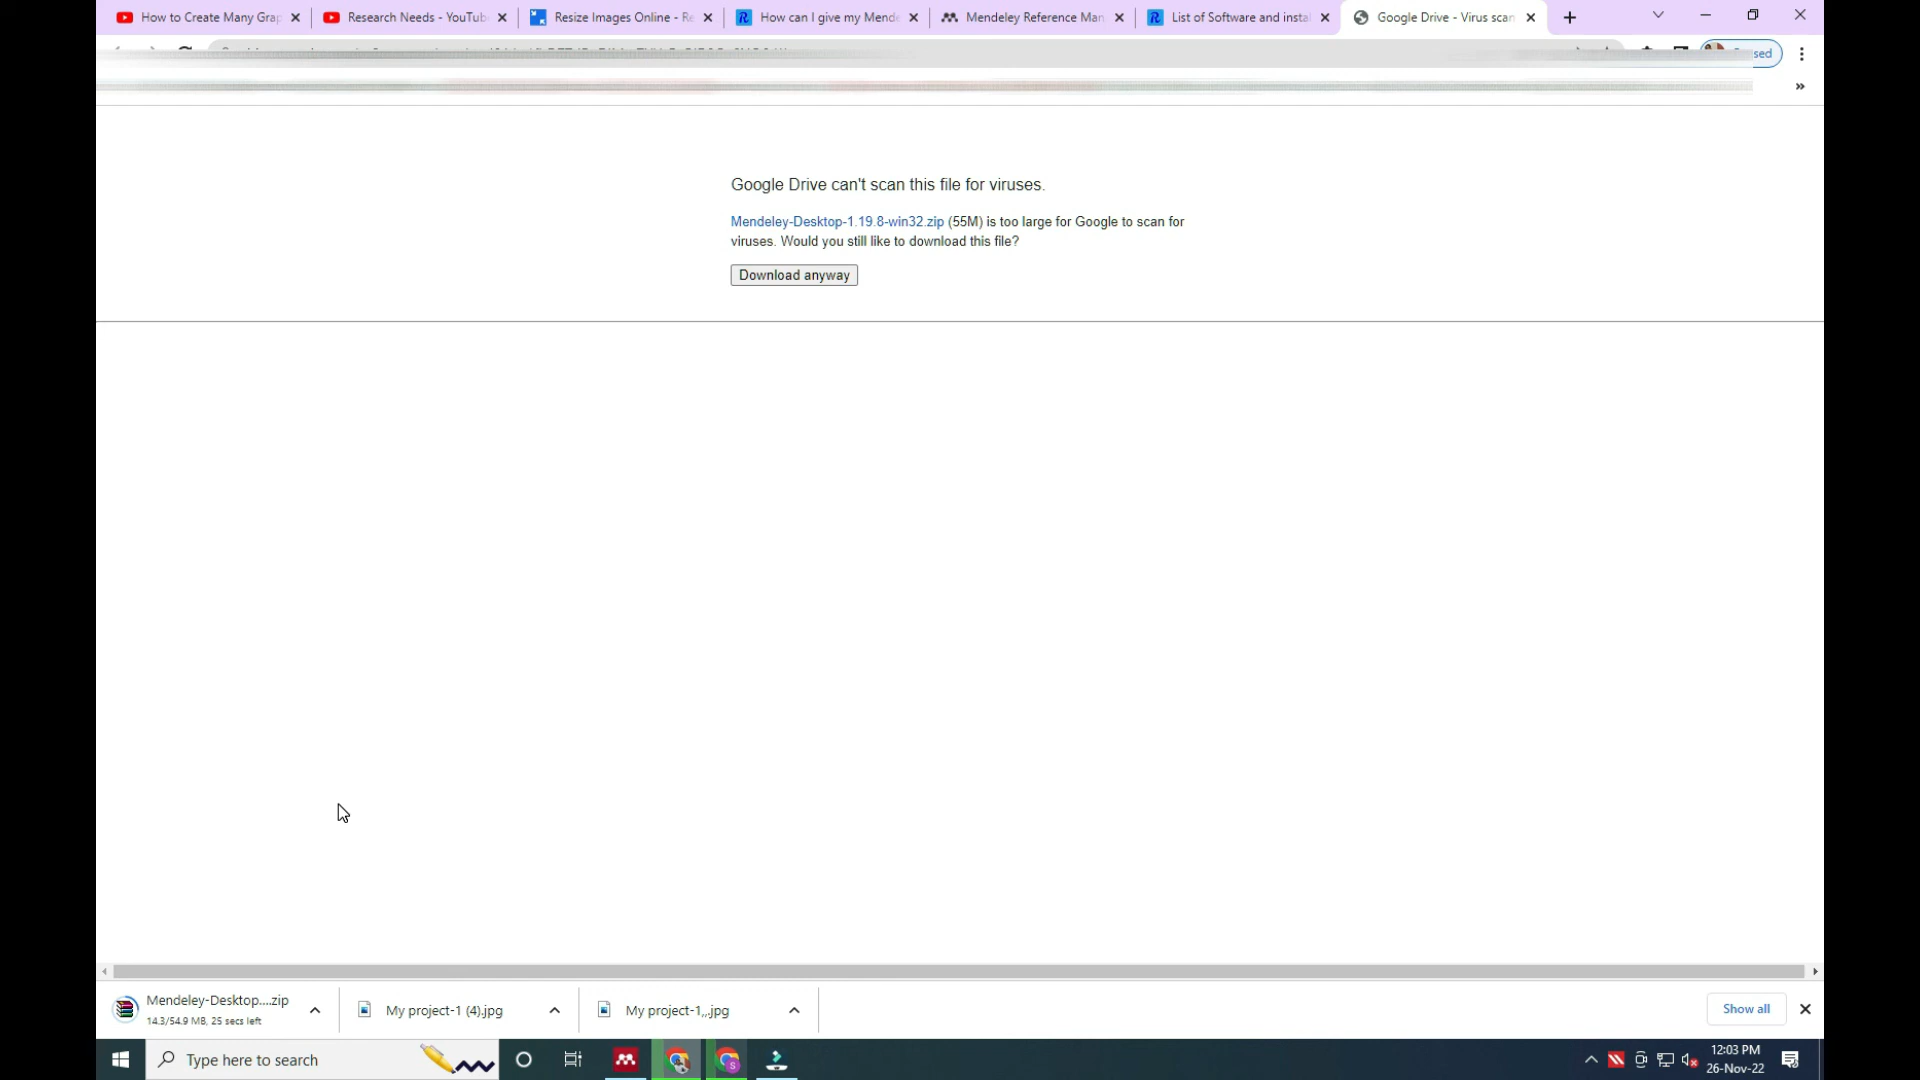 How to Create Many Grap
Research Needs - YouTub
Resize Images Online - Re
How can I give my Mende
Mendeley Reference Man
List of Software and instal
Google Drive - Virus scan
Google Drive can't scan this file for viruses.
Mendeley-Desktop-1.19.8-win32.zip (55M) is too large for Google to scan for
viruses. Would you still like to download this file?
Download anyway
Mendeley-Desktop....zip
14.3/54.9 MB, 25 secs left
My project-1 (4).jpg
My project-1,,.jpg
Show all
Type here to search
12:03 PM
26-Nov-22